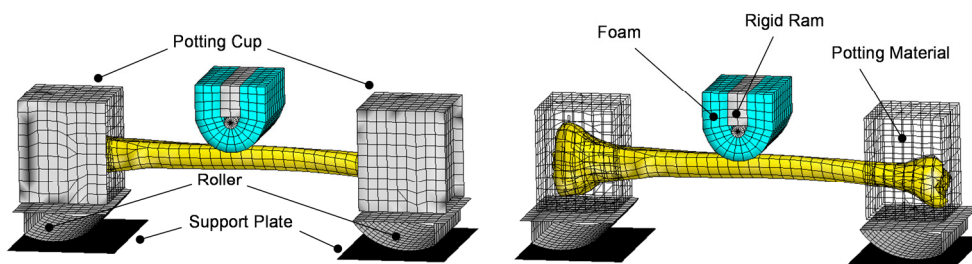 Potting Cup
Roller
Support Plate
Foam
Rigid Ram
Potting Material